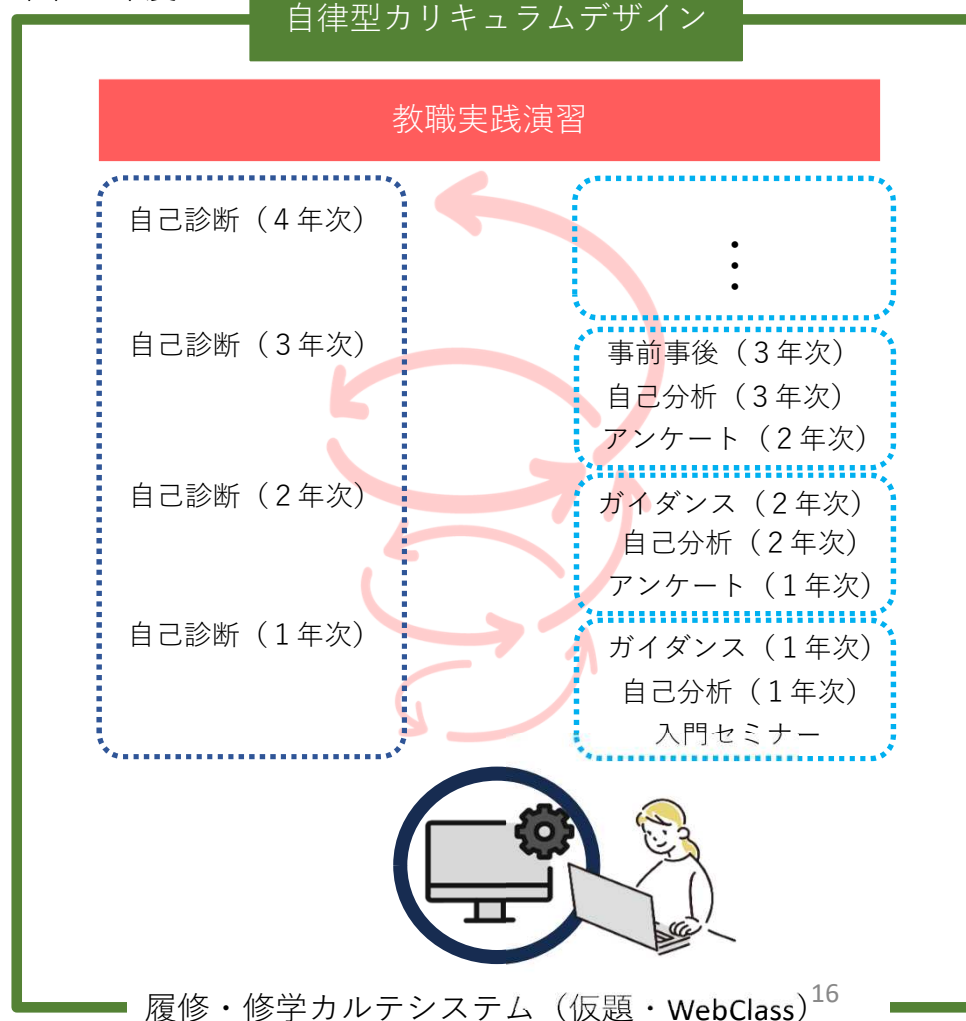 自律型カリキュラムデザイン
教職実践演習
自己診断（４年次）
自己診断（３年次）
自己診断（２年次）
自己診断（１年次）
⋮
事前事後（３年次）
自己分析（３年次）
アンケート（２年次）
ガイダンス（２年次）
自己分析（２年次）
アンケート（１年次）
ガイダンス（１年次）
自己分析（１年次）
入門セミナー
履修・修学カルテシステム（仮題・WebClass）
16